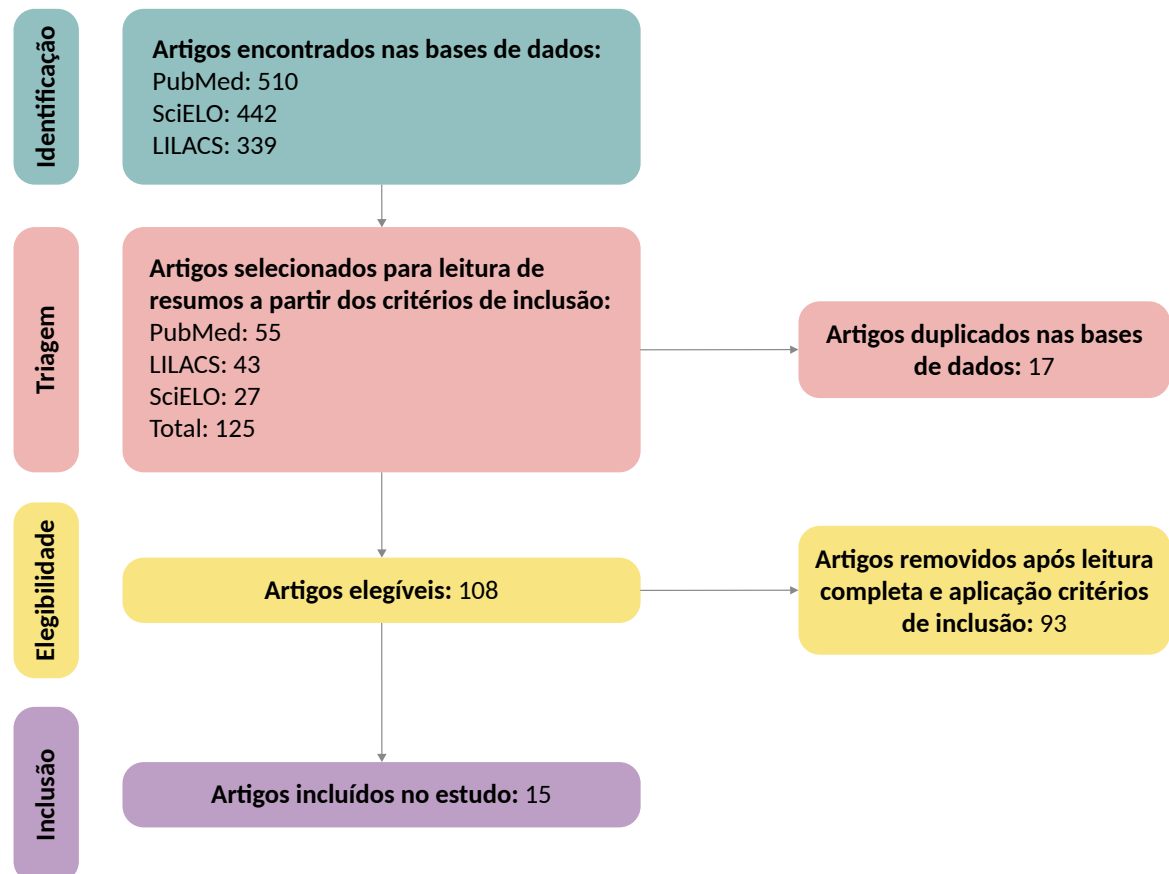 Identificação
Artigos encontrados nas bases de dados:
PubMed: 510
SciELO: 442
LILACS: 339
Triagem
Artigos selecionados para leitura de
resumos a partir dos critérios de inclusão:
PubMed: 55
LILACS: 43
SciELO: 27
Total: 125
Artigos duplicados nas bases
de dados: 17
Elegibilidade
Artigos elegíveis: 108
Artigos removidos após leitura
completa e aplicação critérios
de inclusão: 93
Inclusão
Artigos incluídos no estudo: 15